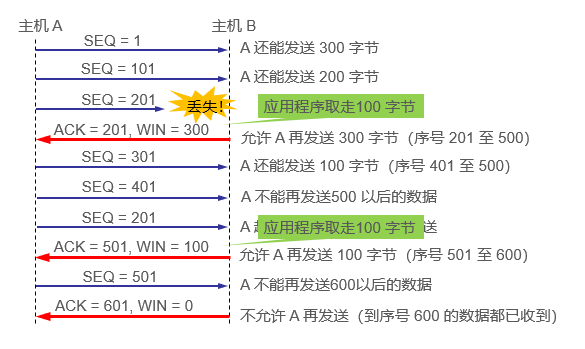 主机 A
主机 B
SEQ = 1
A 还能发送 300 字节
SEQ = 101
A 还能发送 200 字节
SEQ = 201
丢失!
应用程序取走100 字节
ACK = 201, WIN = 300
允许 A 再发送 300 字节（序号 201 至 500）
SEQ = 301
A 还能发送 100 字节（序号 401 至 500）
SEQ = 401
A 不能再发送500 以后的数据
SEQ = 201
A
应用程序取走100 字节
送
ACK = 501, WIN = 100
允许 A 再发送 100 字节（序号 501 至 600）
SEQ = 501
A 不能再发送600以后的数据
ACK = 601, WIN = 0
不允许 A 再发送（到序号 600 的数据都已收到）